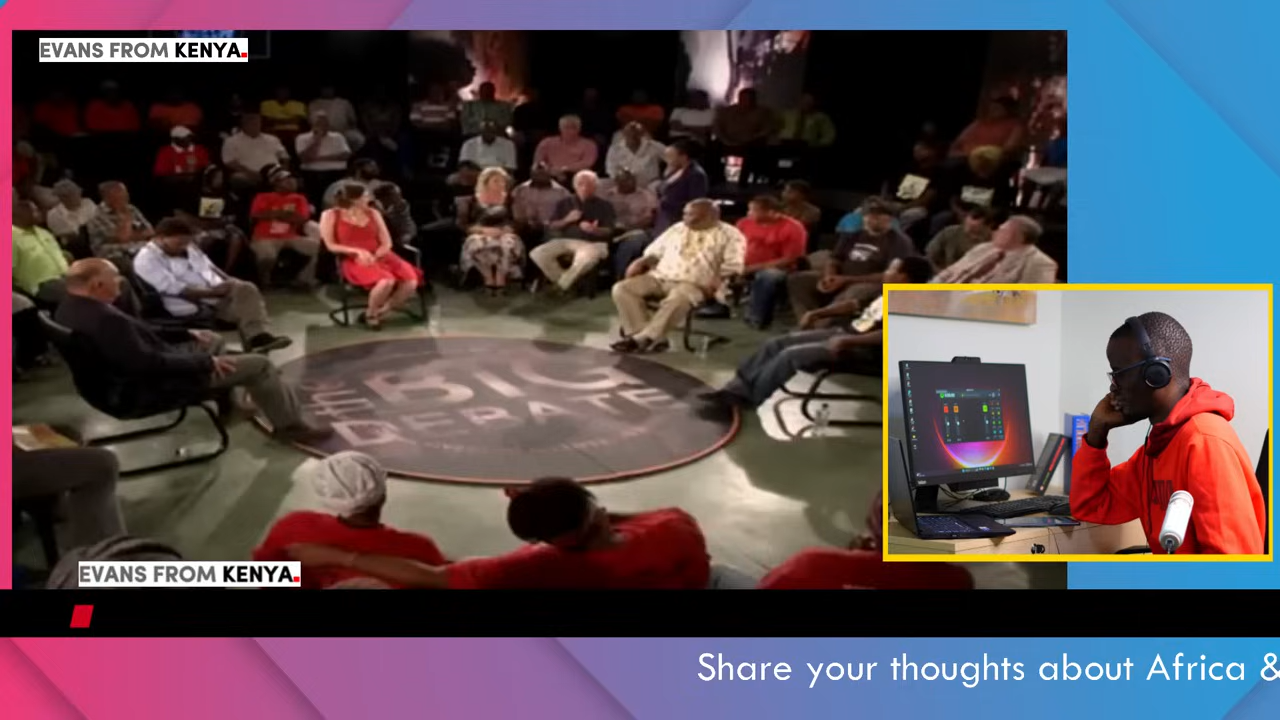 EVANS FROM KENYA.
THE
BIG
DEBATE
EVANS FROM KENYA.
Share your thoughts about Africa &